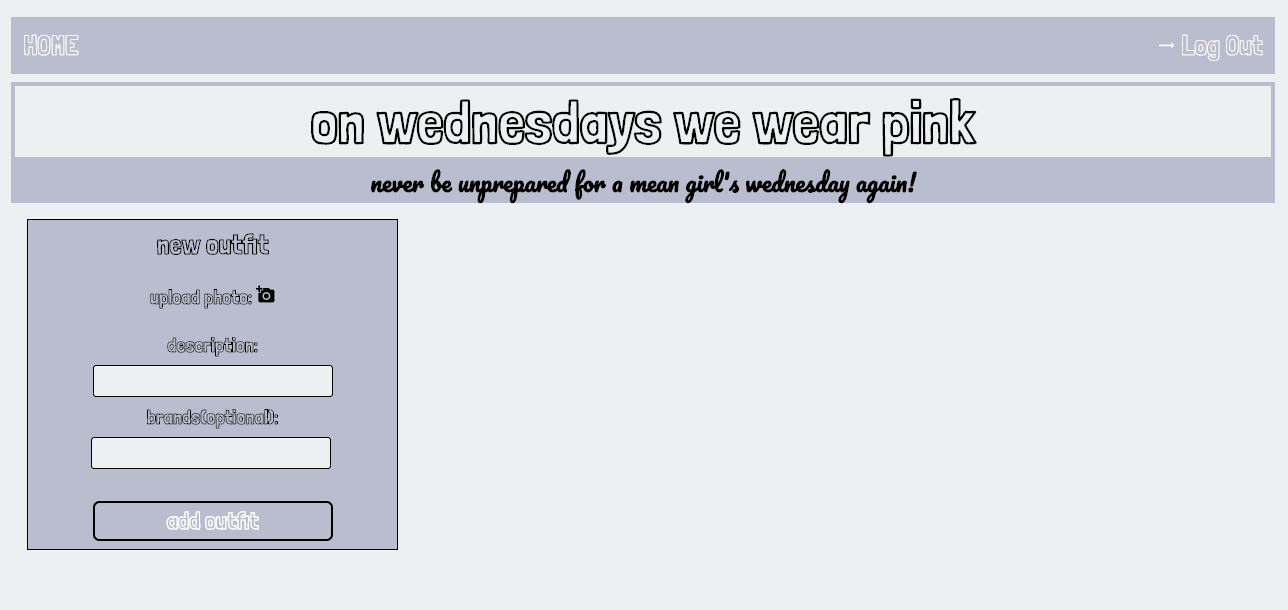 HOME
→ Log Out
on wednesdays we wear pink
never be unprepared for a mean girl's wednesday again!
new outfit
upload photo:
description:
brands(optional):
add outfit